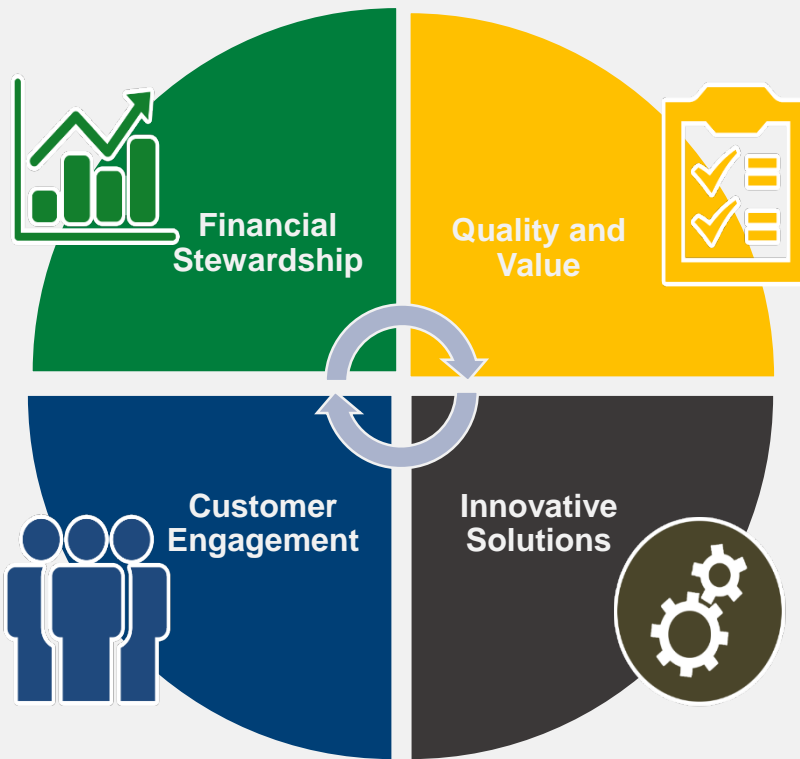 Financial
Stewardship
Quality and
Value
Customer
Engagement
Innovative
Solutions